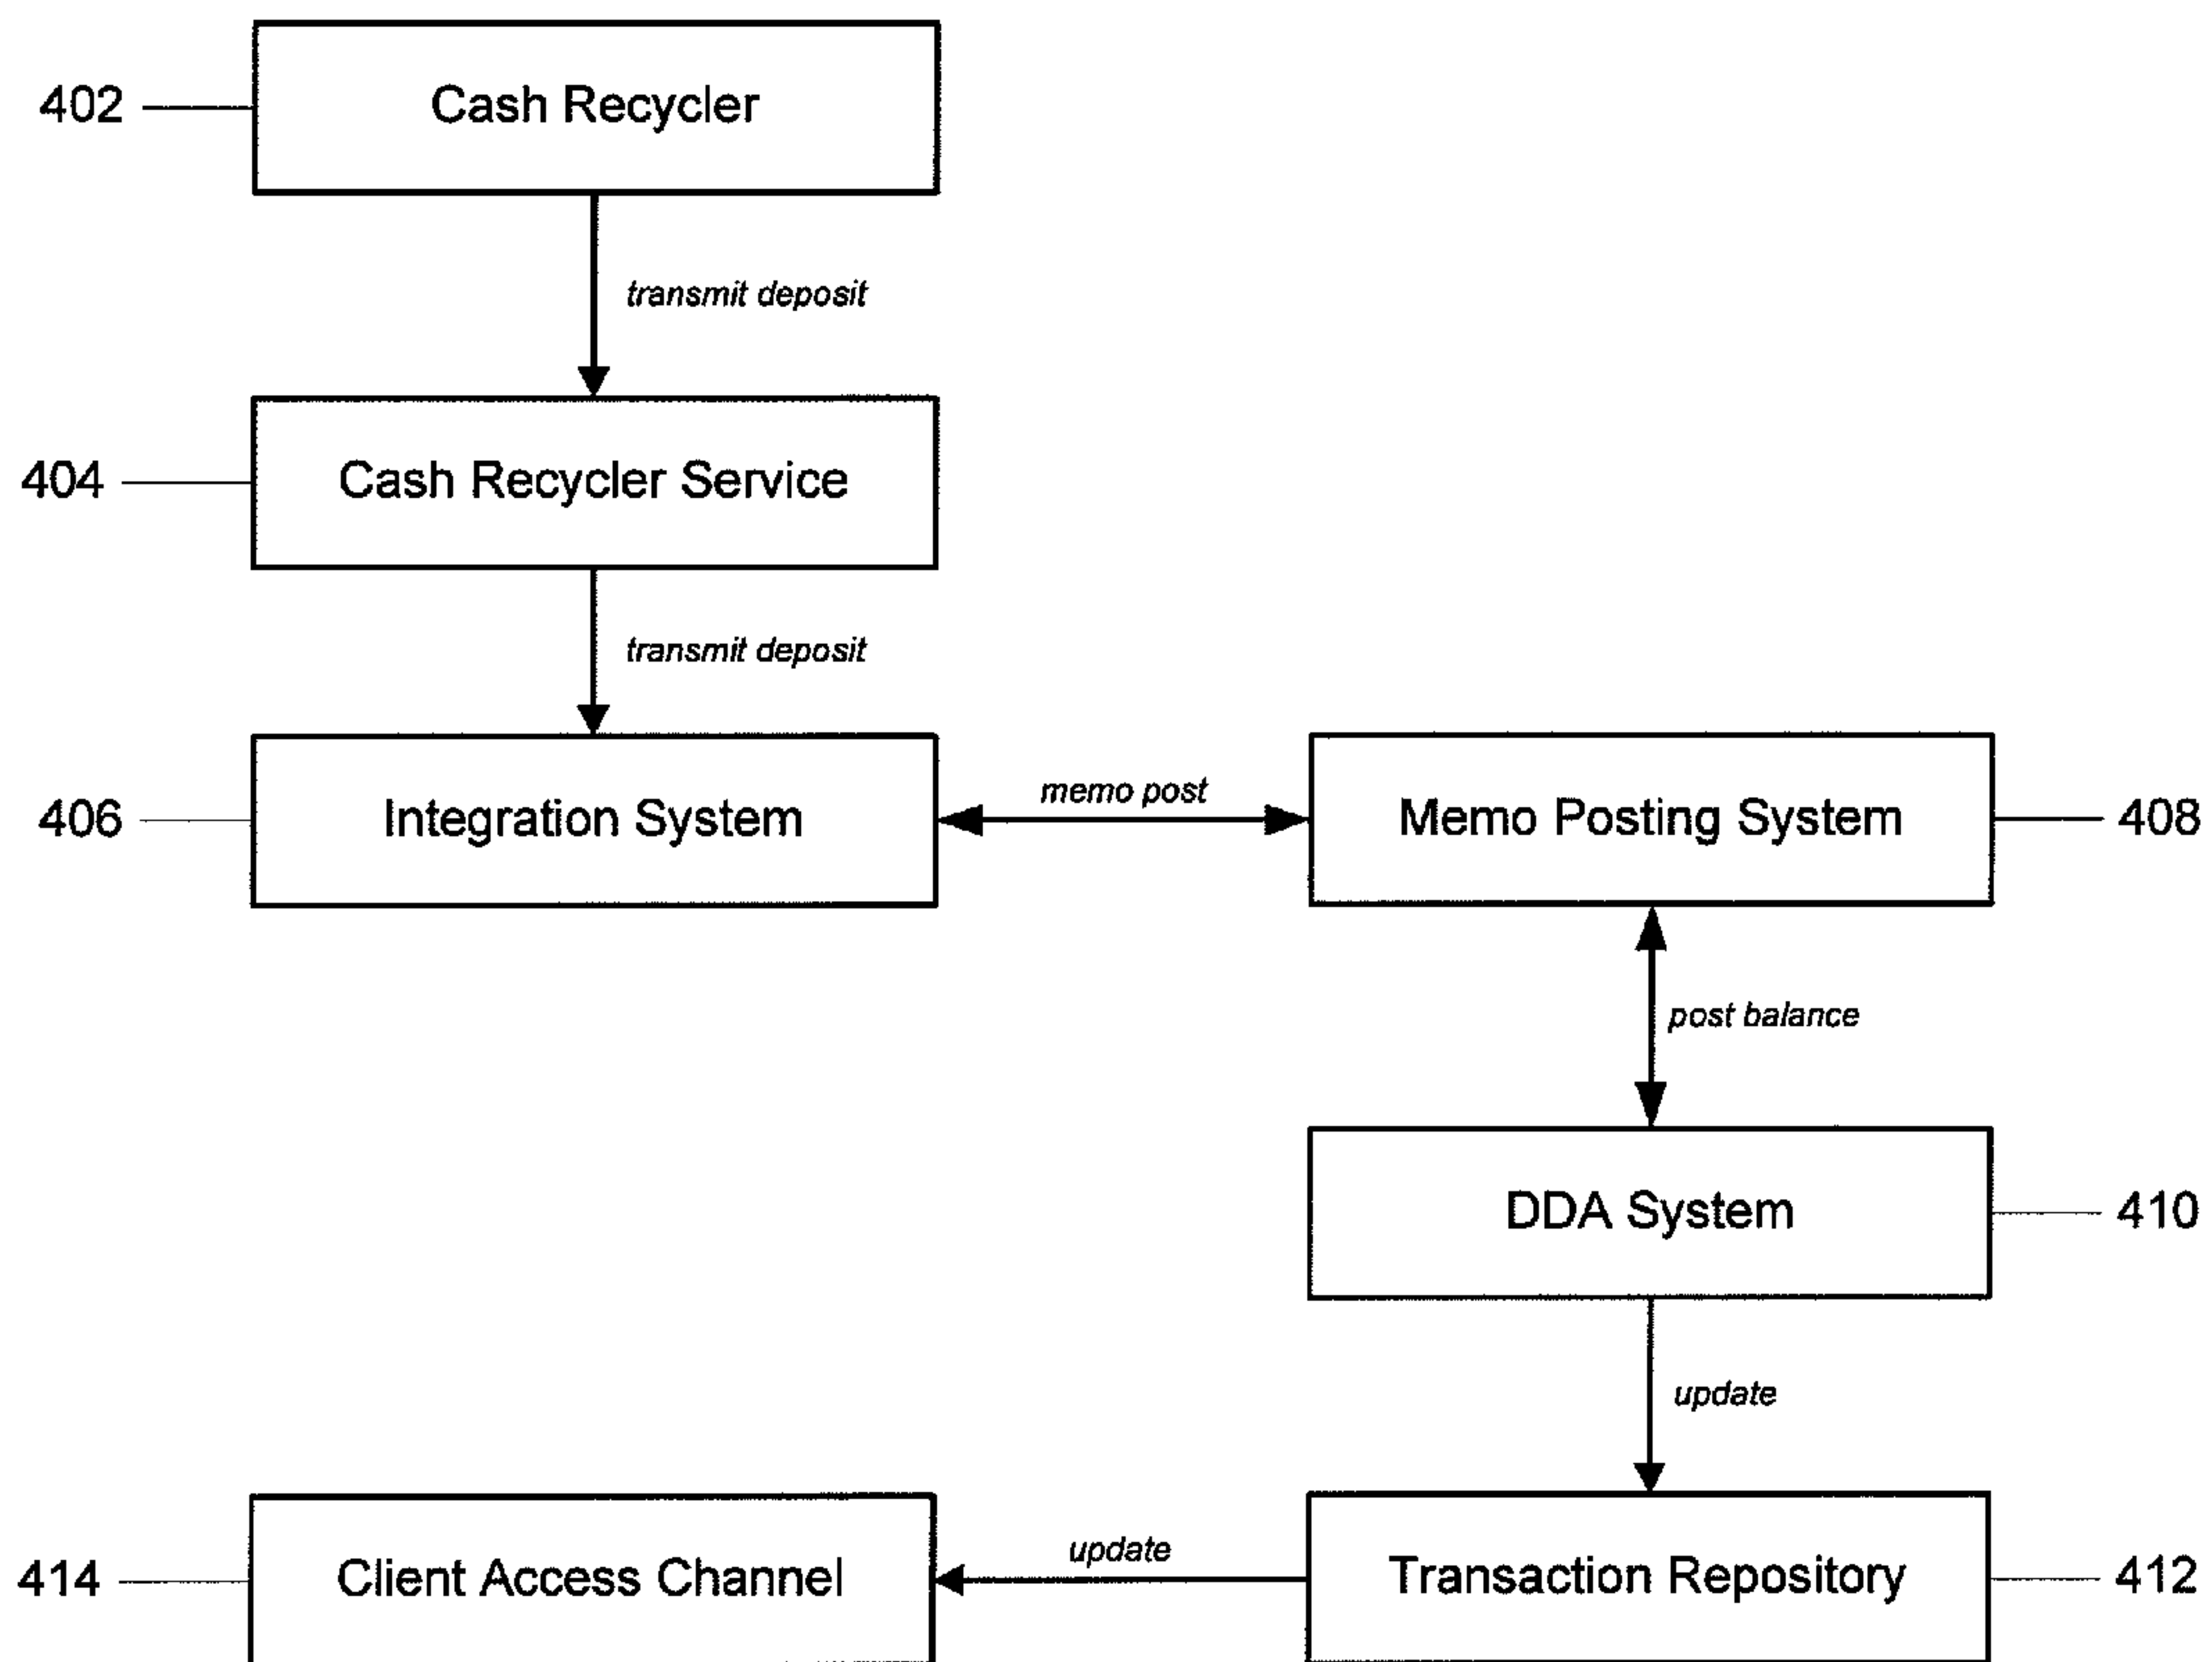 402
Cash Recycler
transmit deposit
404
Cash Recycler Service
transmit deposit
406
Integration System
memo post
Memo Posting System
408
post balance
DDA System
410
update
414
Client Access Channel
update
Transaction Repository
412